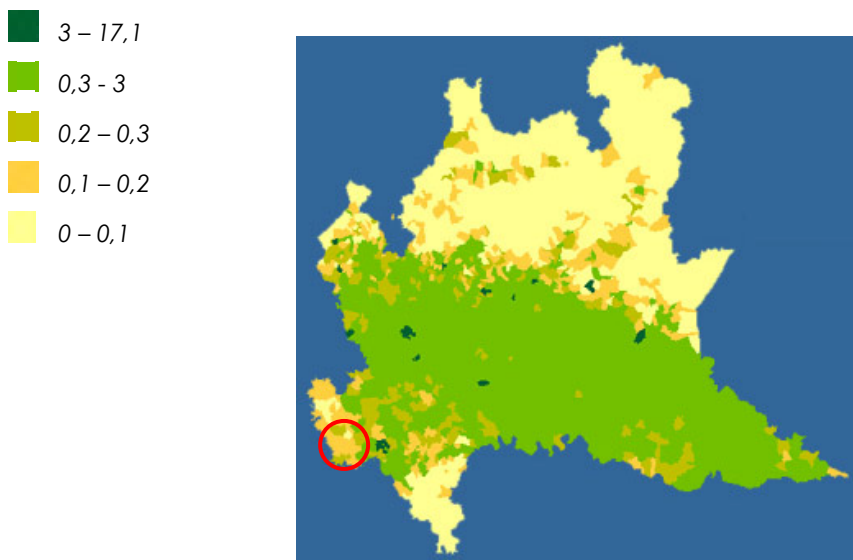 3 – 17,1
0,3 - 3
0,2 – 0,3
0,1 – 0,2
0 – 0,1